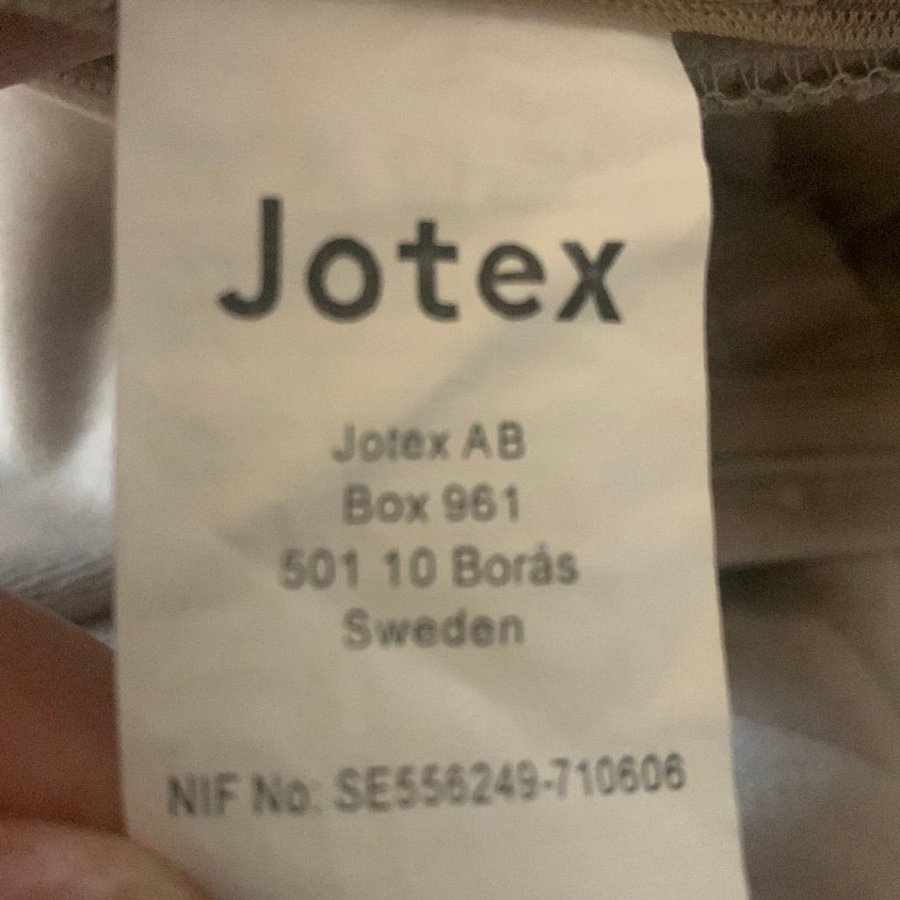 Jotex
Jotex AB
Box 961
501 10 Borås
Sweden
NIF No: SE556249-710606